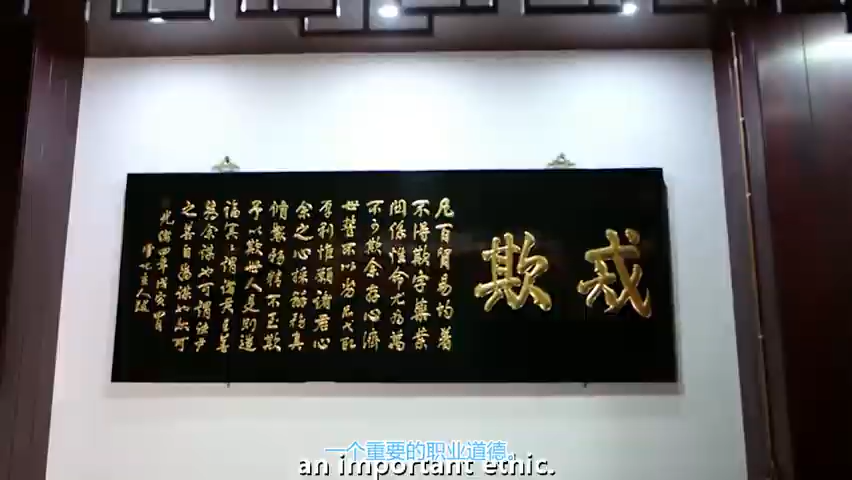 戒欺
凡百貿易均着
不得欺字藥業
関係性命尤为萬
不可欺余存心濟
世誓不以劣品弋取
厚利惟願諸君心
余之心採辦務真
修製務精不至欺
予以欺世人是則造
福冥冥謂諸君之善
為余謀也可謂諸君
之善自為謀也亦可
光緒四年戊寅四月
雪记主人跋
一个重要的职业道德。
an important ethic.